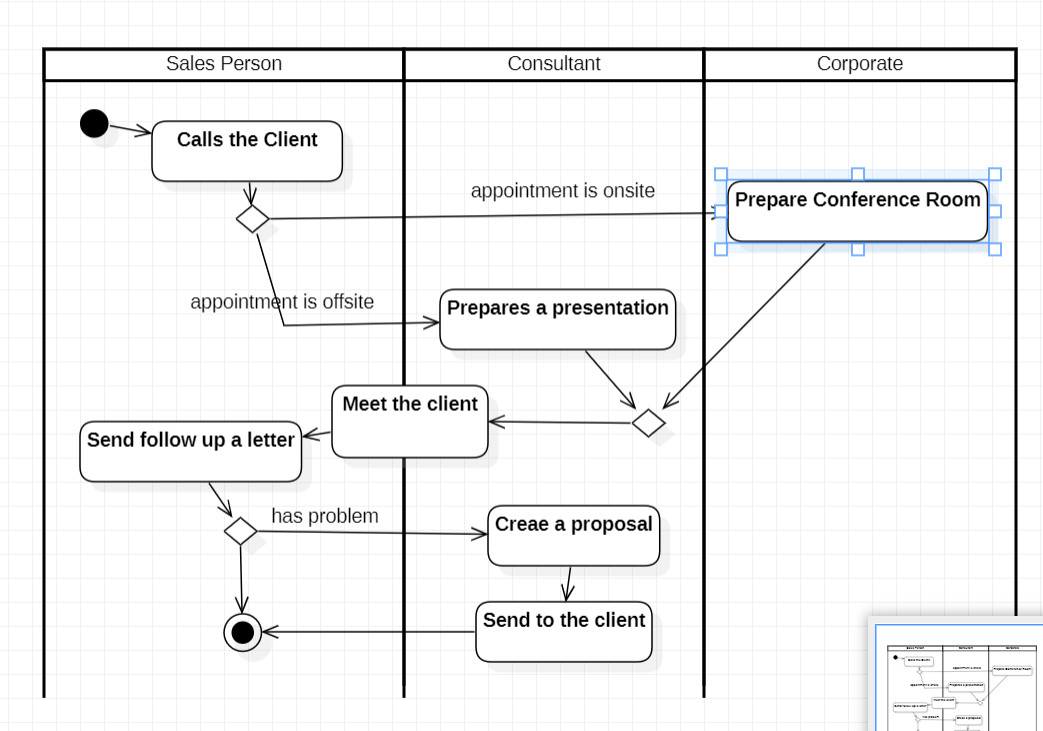 Sales Person
Consultant
Corporate
Calls the Client
appointment is onsite
Prepare Conference Room
appointment is offsite
Prepares a presentation
Meet the client
Send follow up a letter
has problem
Creae a proposal
Send to the client